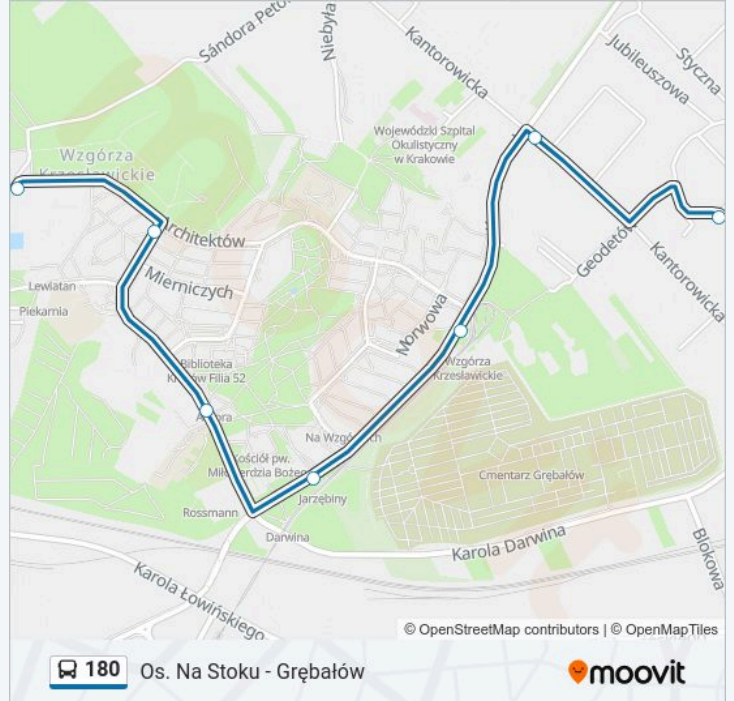 Sándora Peto
Niebyła
Kantorowicka
Jubileuszowa
Styczna
Wojewódzki Szpital
Okulistyczny
w Krakowie
Wzgórza
Krzesławickie
Architektów
Geodetów
Kantorowicka
Mierniczych
Lewiatan
Piekarnia
Morwowa
Wzgórza
Krzesławickie
Biblioteka
Kraków Filia 52
Na Wzgórzach
Kościół pw.
Miłosierdzia Bożego
Cmentarz Grębałów
Jarzębiny
Rossmann
Darwina
Karola Darwina
Blokowa
Karola Łowińskiego
© OpenStreetMap contributors | © OpenMapTiles
180 Os. Na Stoku - Grębałów
moovit